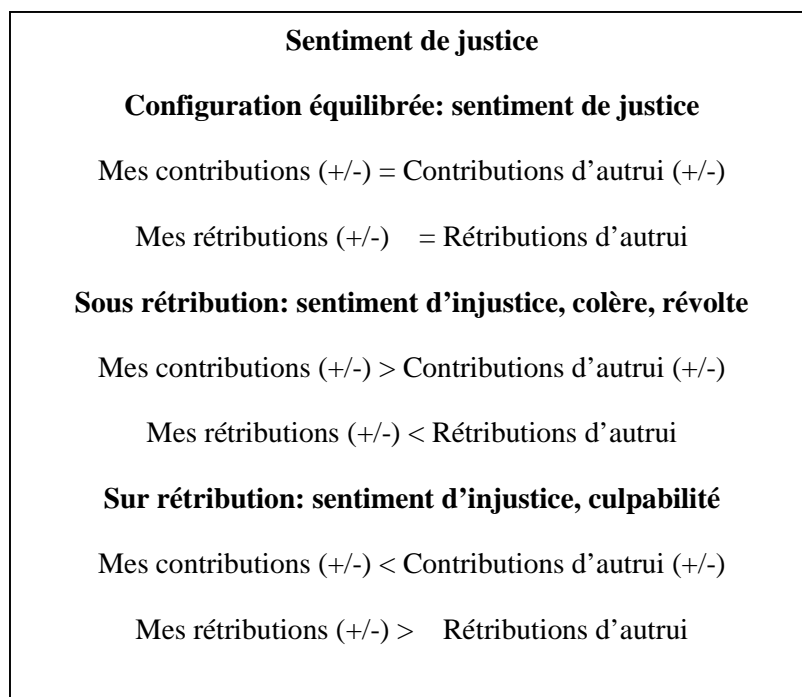 Sentiment de justice
Configuration équilibrée: sentiment de justice
Mes contributions (+/-) = Contributions d’autrui (+/-)
Mes rétributions (+/-) = Rétributions d’autrui
Sous rétribution: sentiment d’injustice, colère, révolte
Mes contributions (+/-) > Contributions d’autrui (+/-)
Mes rétributions (+/-) < Rétributions d’autrui
Sur rétribution: sentiment d’injustice, culpabilité
Mes contributions (+/-) < Contributions d’autrui (+/-)
Mes rétributions (+/-) > Rétributions d’autrui